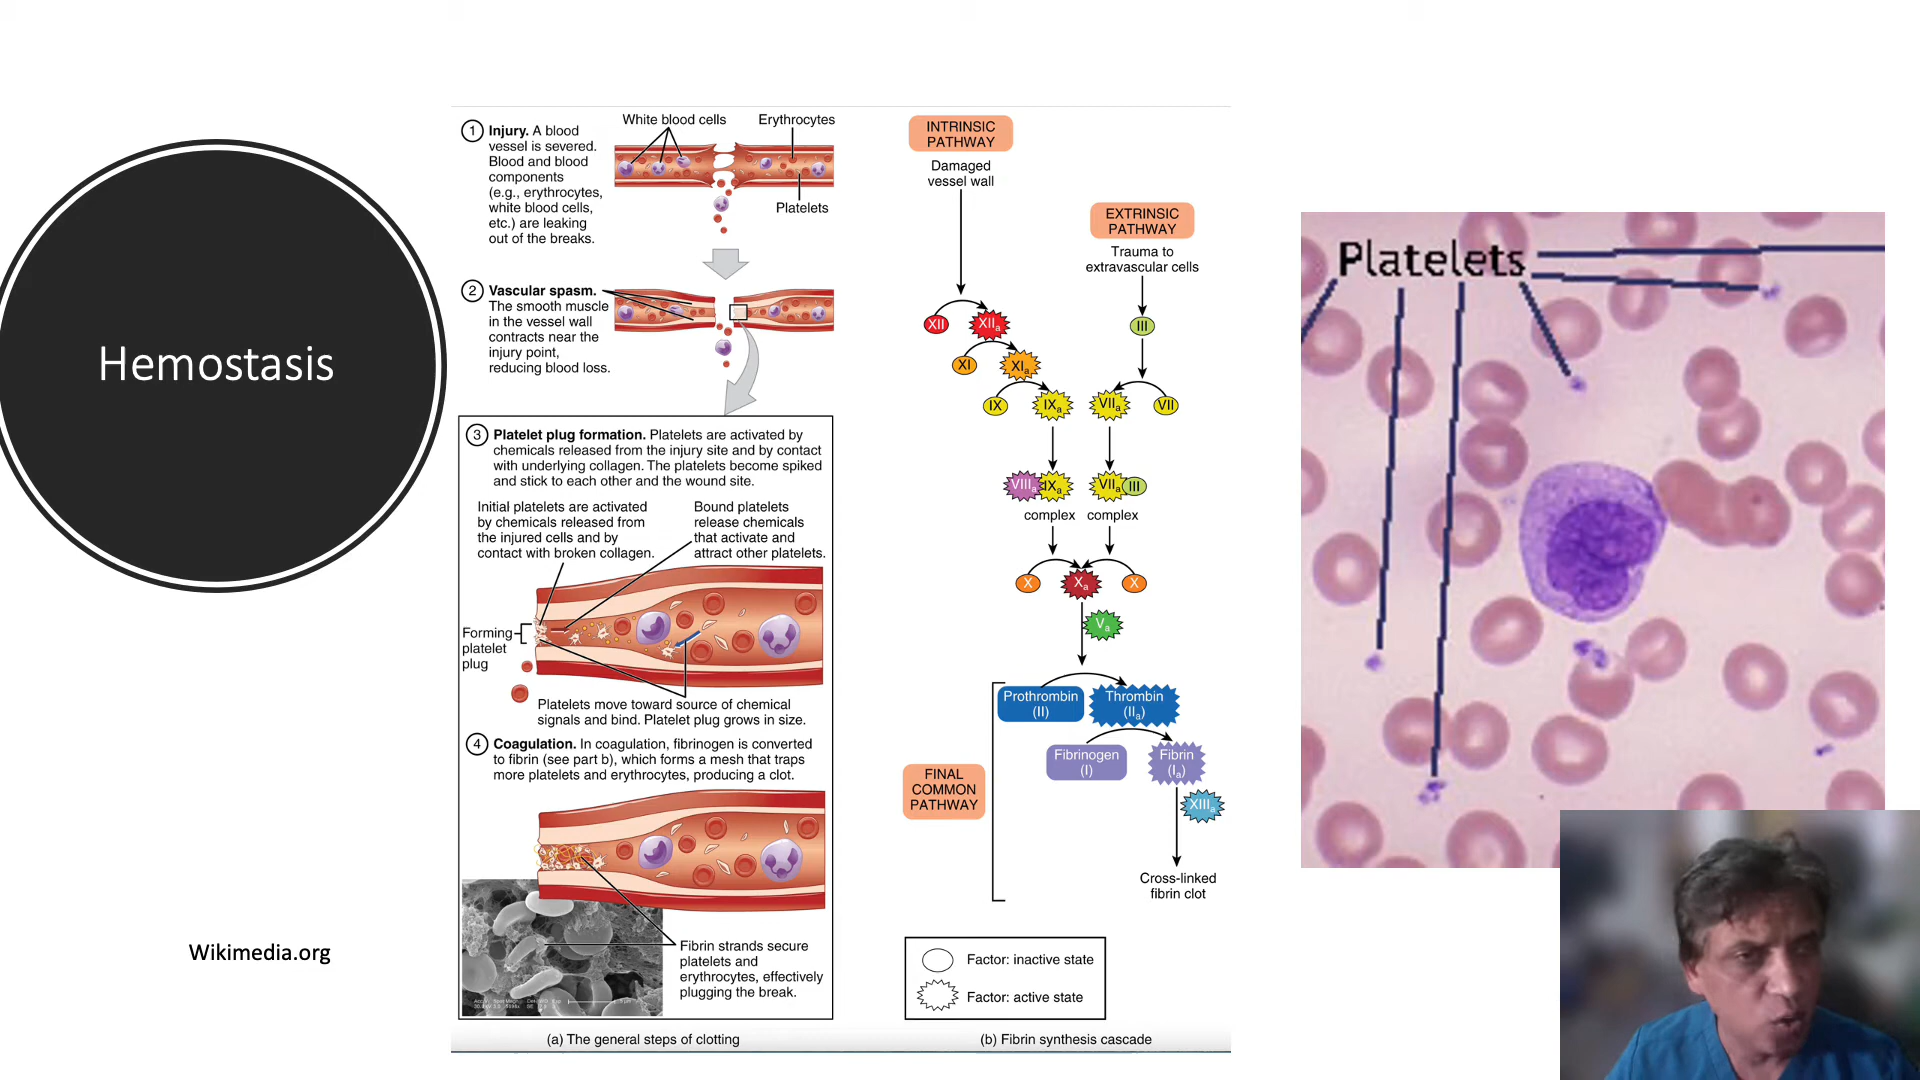 Hemostasis
Wikimedia.org
1 Injury. A blood
vessel is severed.
Blood and blood
components
(e.g., erythrocytes,
white blood cells,
etc.) are leaking
out of the breaks.
White blood cells
Erythrocytes
Platelets
2 Vascular spasm.
The smooth muscle
in the vessel wall
contracts near the
injury point,
reducing blood loss.
3 Platelet plug formation. Platelets are activated by
chemicals released from the injury site and by contact
with underlying collagen. The platelets become spiked
and stick to each other and the wound site.
Initial platelets are activated
by chemicals released from
the injured cells and by
contact with broken collagen.
Bound platelets
release chemicals
that activate and
attract other platelets.
Forming
platelet
plug
Platelets move toward source of chemical
signals and bind. Platelet plug grows in size.
4 Coagulation. In coagulation, fibrinogen is converted
to fibrin (see part b), which forms a mesh that traps
more platelets and erythrocytes, producing a clot.
Fibrin strands secure
platelets and
erythrocytes, effectively
plugging the break.
(a) The general steps of clotting
INTRINSIC
PATHWAY
Damaged
vessel wall
EXTRINSIC
PATHWAY
Trauma to
extravascular cells
XII XIIa III
XI XIa
IX IXa VIIa VII
VIIIa IXa VIIa III
complex complex
X Xa X
Va
Prothrombin
(II)
Thrombin
(IIa)
Fibrinogen
(I)
Fibrin
(Ia)
XIIIa
FINAL
COMMON
PATHWAY
Cross-linked
fibrin clot
Factor: inactive state
Factor: active state
(b) Fibrin synthesis cascade
Platelets